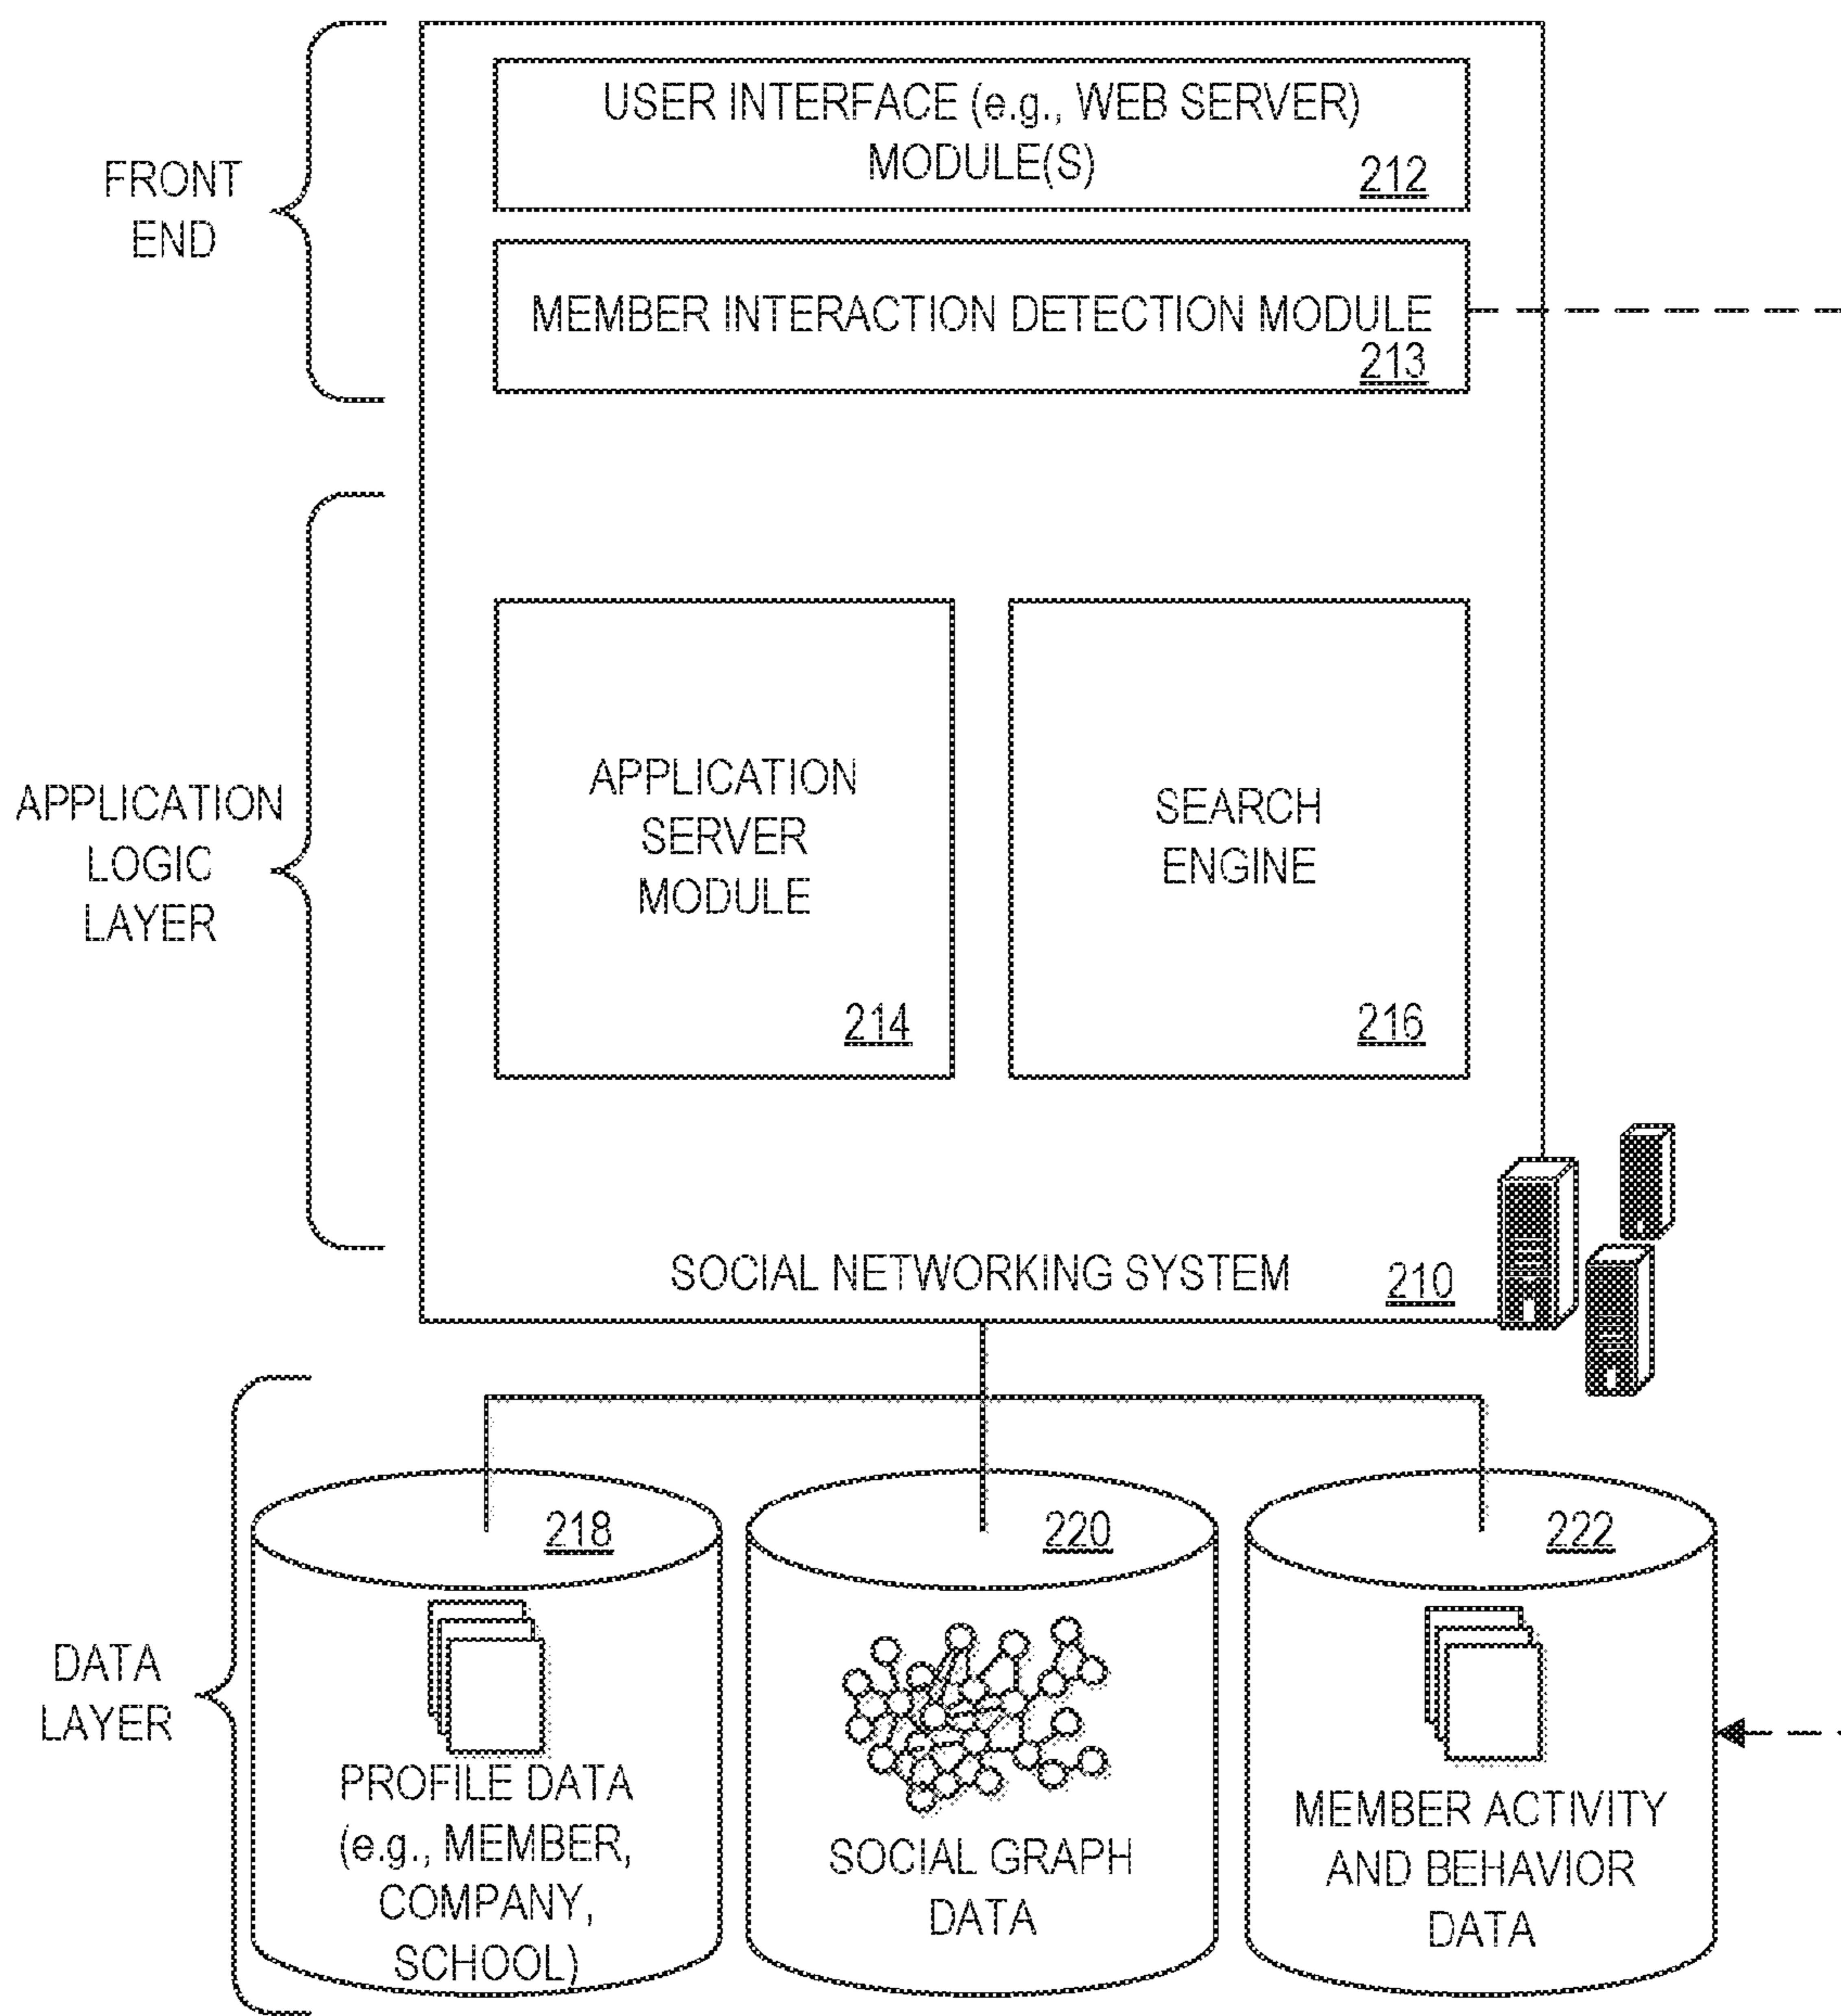 FRONT
END
USER INTERFACE (e.g., WEB SERVER)
MODULE(S)
212
MEMBER INTERACTION DETECTION MODULE
213
APPLICATION
LOGIC
LAYER
APPLICATION
SERVER
MODULE
214
SEARCH
ENGINE
216
SOCIAL NETWORKING SYSTEM
210
DATA
LAYER
218
PROFILE DATA
(e.g., MEMBER,
COMPANY,
SCHOOL)
220
SOCIAL GRAPH
DATA
222
MEMBER ACTIVITY
AND BEHAVIOR
DATA